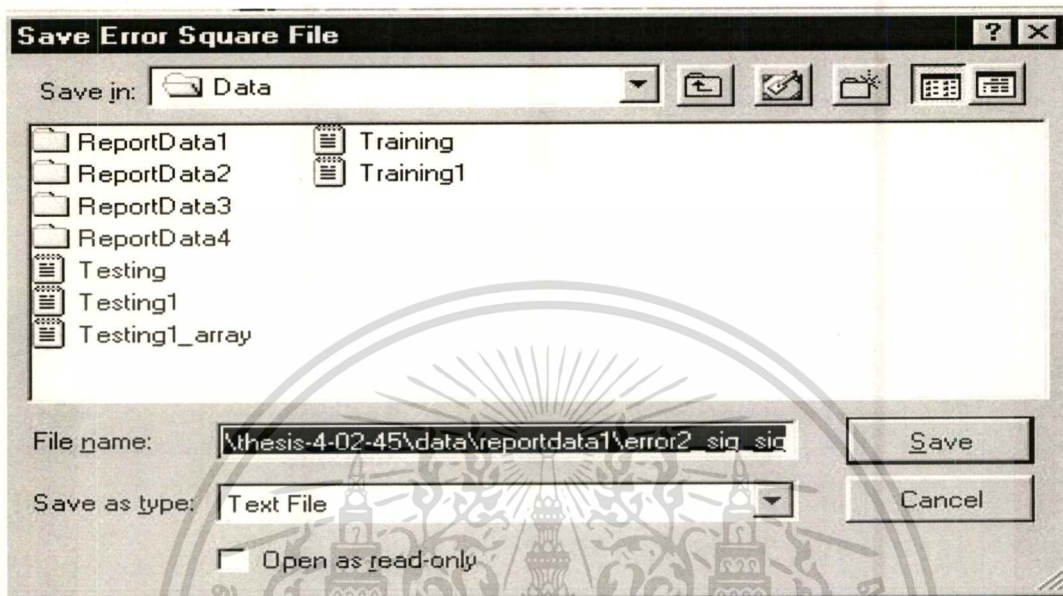 Save Error Square File
Save in: Data
ReportData1
ReportData2
ReportData3
ReportData4
Testing
Testing1
Testing1_array
Training
Training1
File name: \thesis-4-02-45\data\reportdata1\error2_sig_sig Save
Save as type: Text File Cancel
Open as read-only